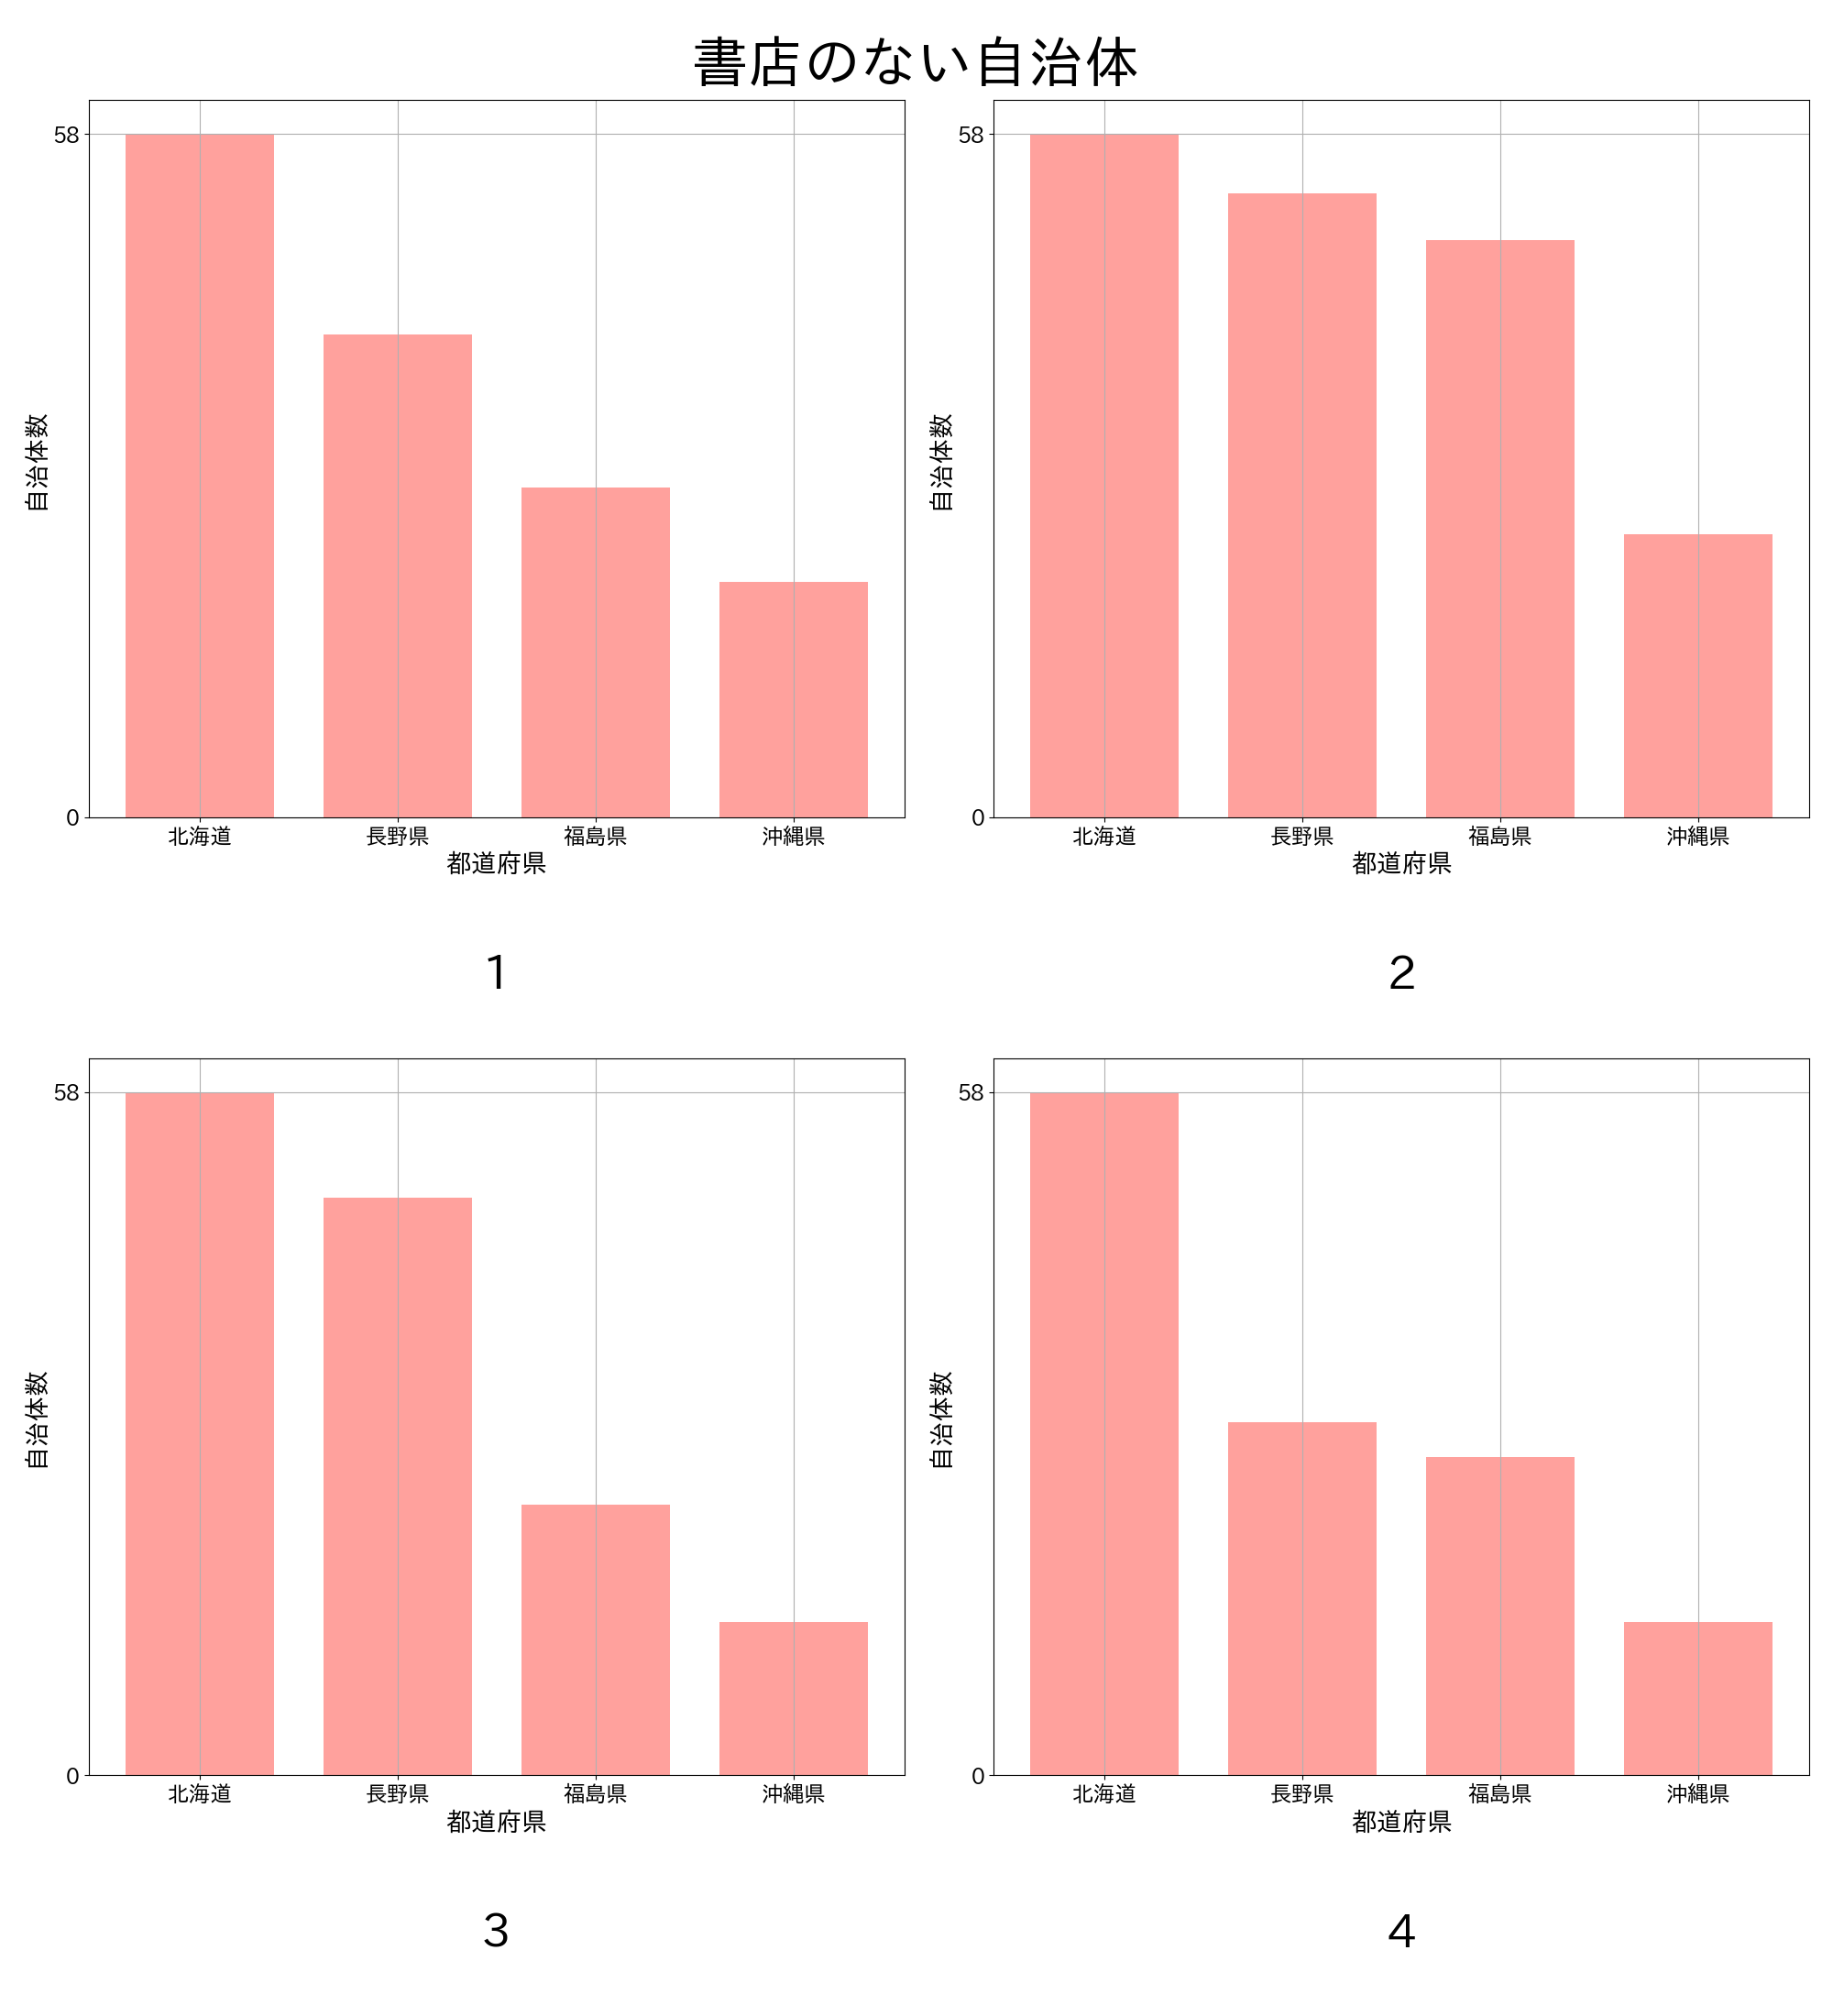 書店のない自治体
58
0
自治体数
北海道 長野県 福島県 沖縄県
都道府県
1
58
0
自治体数
北海道 長野県 福島県 沖縄県
都道府県
2
58
0
自治体数
北海道 長野県 福島県 沖縄県
都道府県
3
58
0
自治体数
北海道 長野県 福島県 沖縄県
都道府県
4